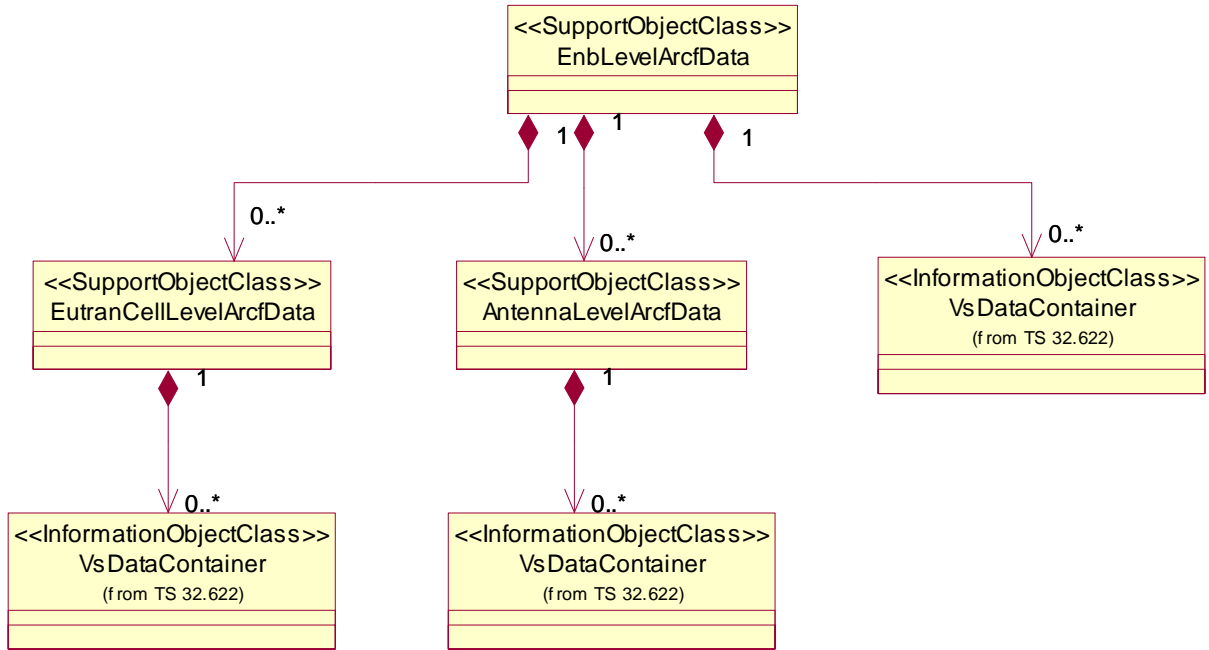 <<SupportObjectClass>>
EnbLevelArcfData
1
1
1
0..*
0..*
0..*
<<SupportObjectClass>>
EutranCellLevelArcfData
<<SupportObjectClass>>
AntennaLevelArcfData
<<InformationObjectClass>>
VsDataContainer
(from TS 32.622)
1
1
0..*
0..*
<<InformationObjectClass>>
VsDataContainer
(from TS 32.622)
<<InformationObjectClass>>
VsDataContainer
(from TS 32.622)